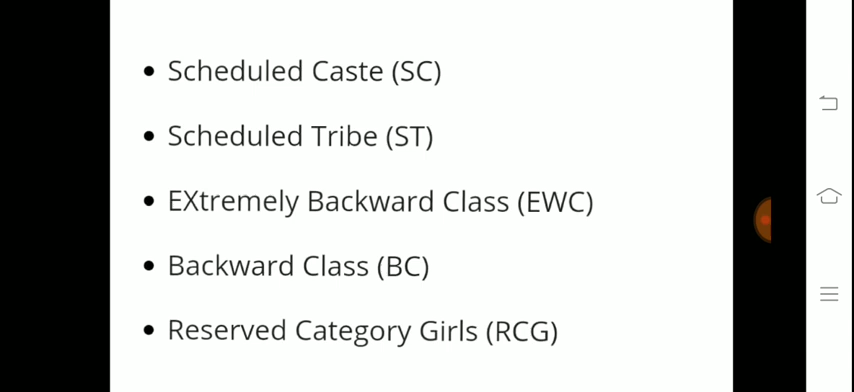 • Scheduled Caste (SC)
• Scheduled Tribe (ST)
• EXtremely Backward Class (EWC)
• Backward Class (BC)
• Reserved Category Girls (RCG)